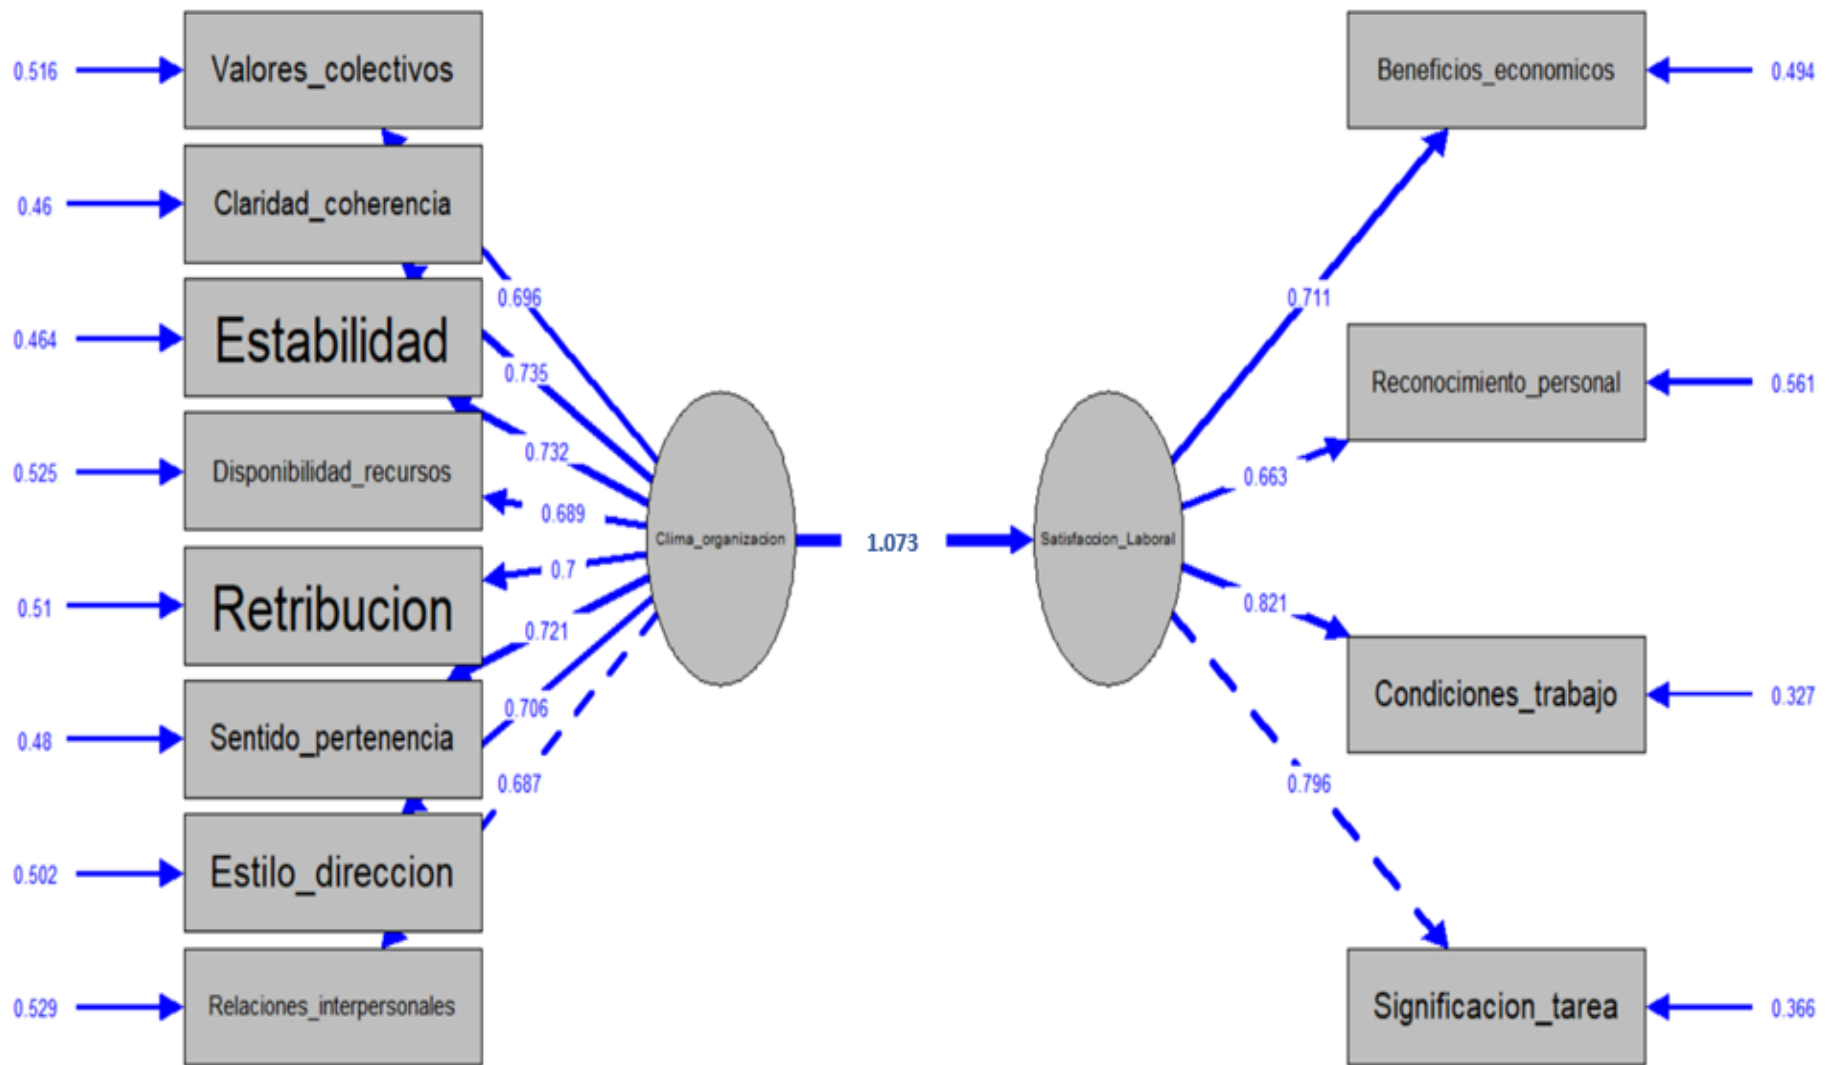 0.516
Valores_colectivos
Beneficios_economicos
0.494
0.46
Claridad_coherencia
0.696
0.711
0.464
Estabilidad
0.735
Reconocimiento_personal
0.561
0.732
0.525
Disponibilidad_recursos
0.689
0.663
Clima_organizacion
1.073
Satisfaccion_Laboral
0.7
0.51
Retribucion
0.721
0.821
0.706
Condiciones_trabajo
0.327
0.48
Sentido_pertenencia
0.687
0.796
0.502
Estilo_direccion
0.529
Relaciones_interpersonales
Significacion_tarea
0.366